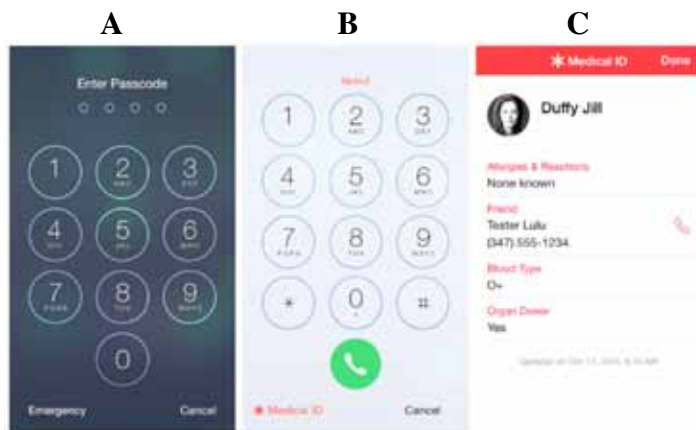 A
B
C
Enter Passcode
1
2
ABC
3
DEF
4
GHI
5
JKL
6
MNO
7
PQRS
8
TUV
9
WXYZ
0
Emergency
Cancel
1
2
ABC
3
DEF
4
GHI
5
JKL
6
MNO
7
PQRS
8
TUV
9
WXYZ
*
0
+
#
* Medical ID
Cancel
* Medical ID
Done
Duffy Jill
Allergies & Reactions
None known
Friend
Tester Lulu
(347) 555-1234
Blood Type
O+
Organ Donor
Yes